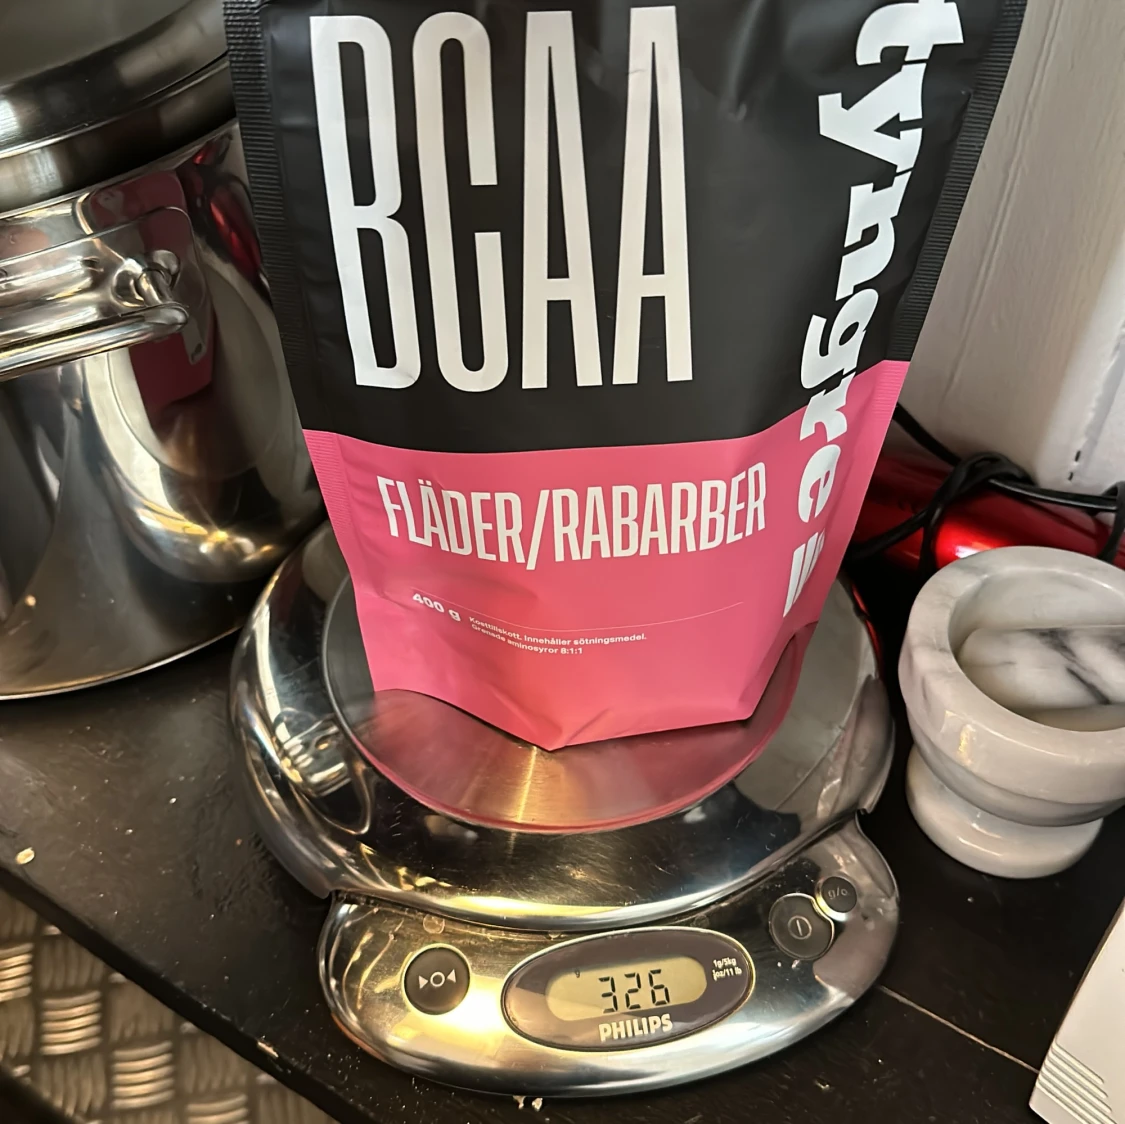 BCAA
tyngre
FLÄDER/RABARBER
400 g
Kosttillskott. Innehåller sötningsmedel.
Grenade aminosyror 8:1:1
g/o
g
326
1g/5kg
¹oz/11 lb
PHILIPS